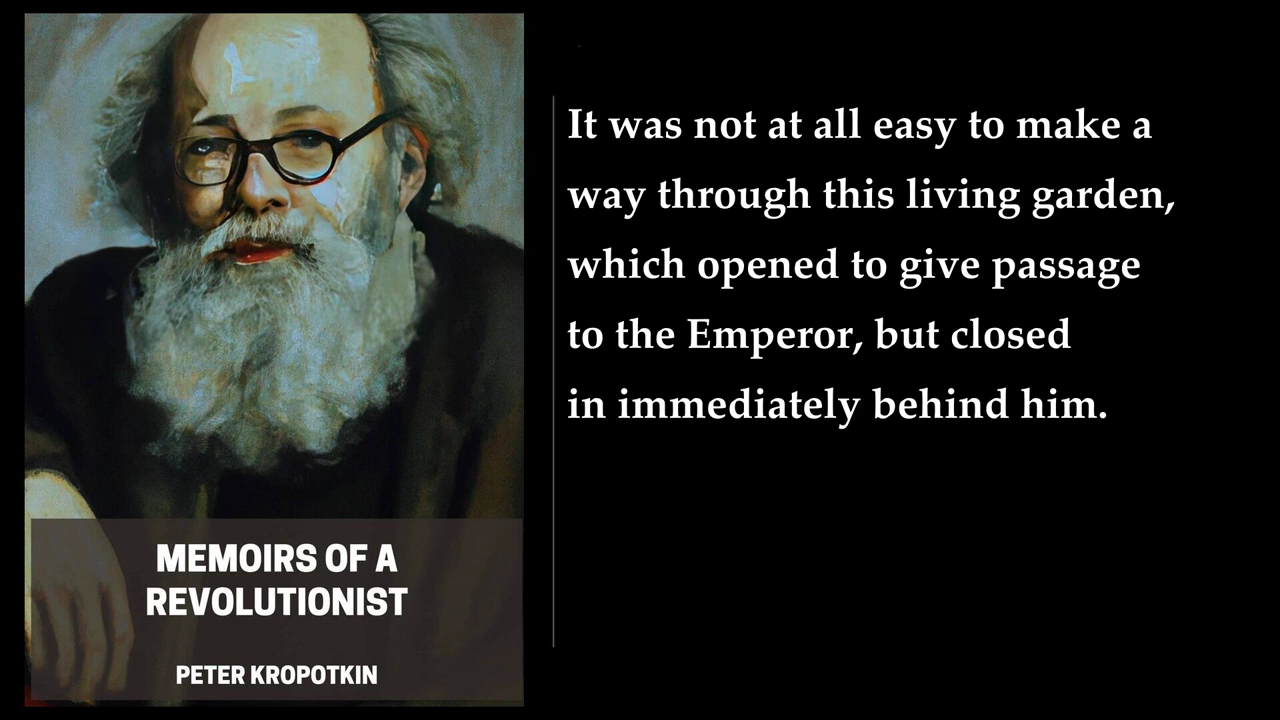 It was not at all easy to make a
way through this living garden,
which opened to give passage
to the Emperor, but closed
in immediately behind him.
MEMOIRS OF A
REVOLUTIONIST
PETER KROPOTKIN